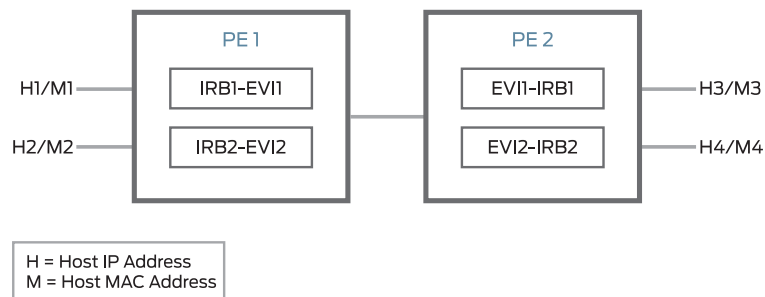 PE 1
PE 2
H1/M1
IRB1-EVI1
EVI1-IRB1
H3/M3
H2/M2
IRB2-EVI2
EVI2-IRB2
H4/M4
H = Host IP Address
M = Host MAC Address